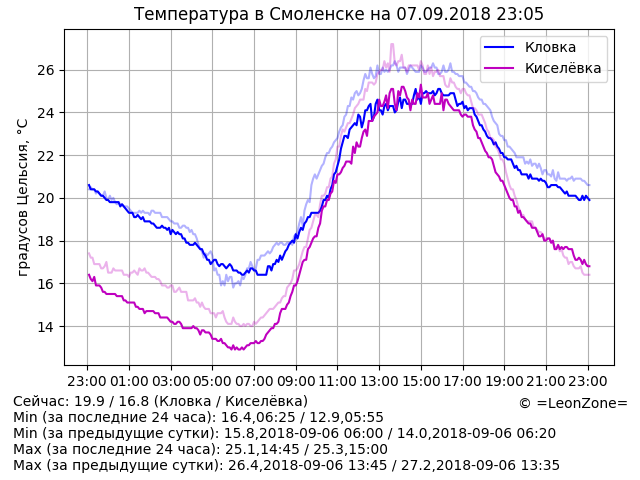 Температура в Смоленске на 07.09.2018 23:05
Кловка
Киселёвка
градусов Цельсия, °C
26
24
22
20
18
16
14
23:00 01:00 03:00 05:00 07:00 09:00 11:00 13:00 15:00 17:00 19:00 21:00 23:00
Сейчас: 19.9 / 16.8 (Кловка / Киселёвка)
© =LeonZone=
Min (за последние 24 часа): 16.4,06:25 / 12.9,05:55
Min (за предыдущие сутки): 15.8,2018-09-06 06:00 / 14.0,2018-09-06 06:20
Max (за последние 24 часа): 25.1,14:45 / 25.3,15:00
Max (за предыдущие сутки): 26.4,2018-09-06 13:45 / 27.2,2018-09-06 13:35